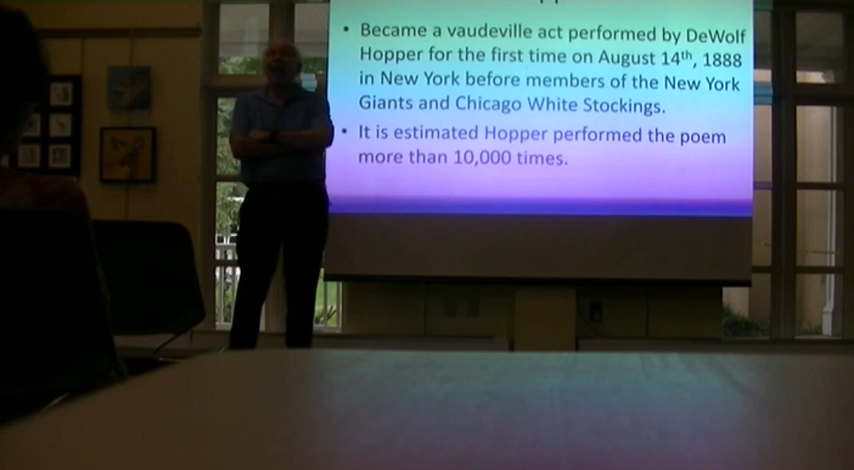 • Became a vaudeville act performed by DeWolf
Hopper for the first time on August 14th, 1888
in New York before members of the New York
Giants and Chicago White Stockings.
• It is estimated Hopper performed the poem
more than 10,000 times.